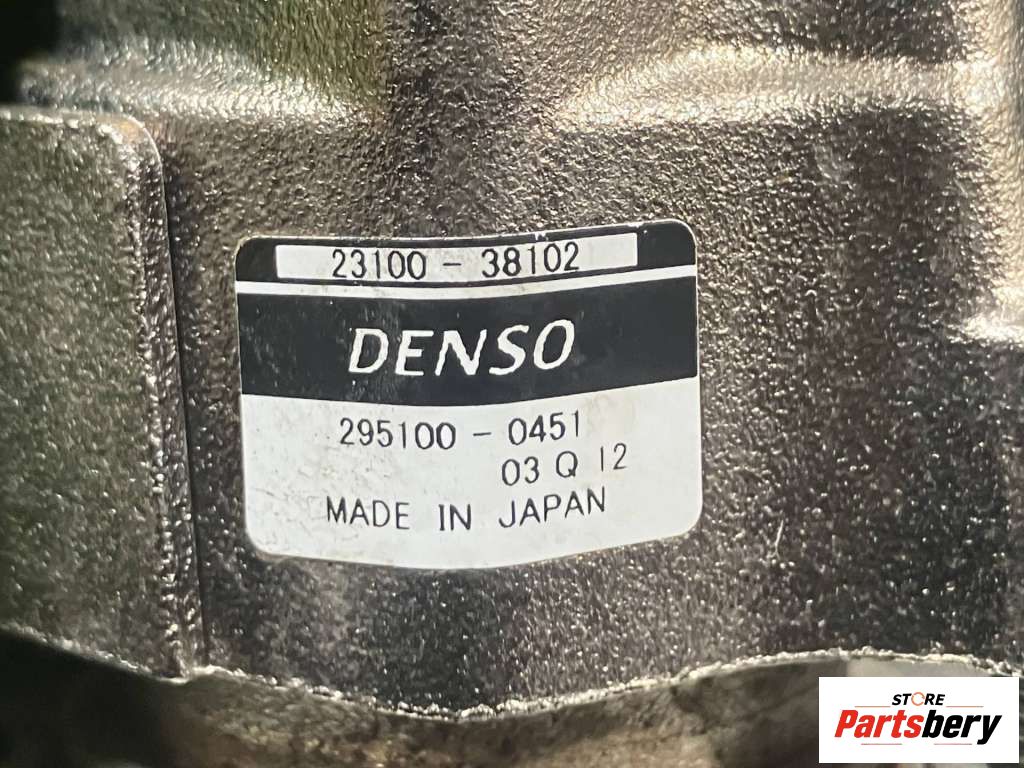 23100 - 38102
DENSO
295100 - 0451
03 Q 12
MADE IN JAPAN
STORE
Partsbery